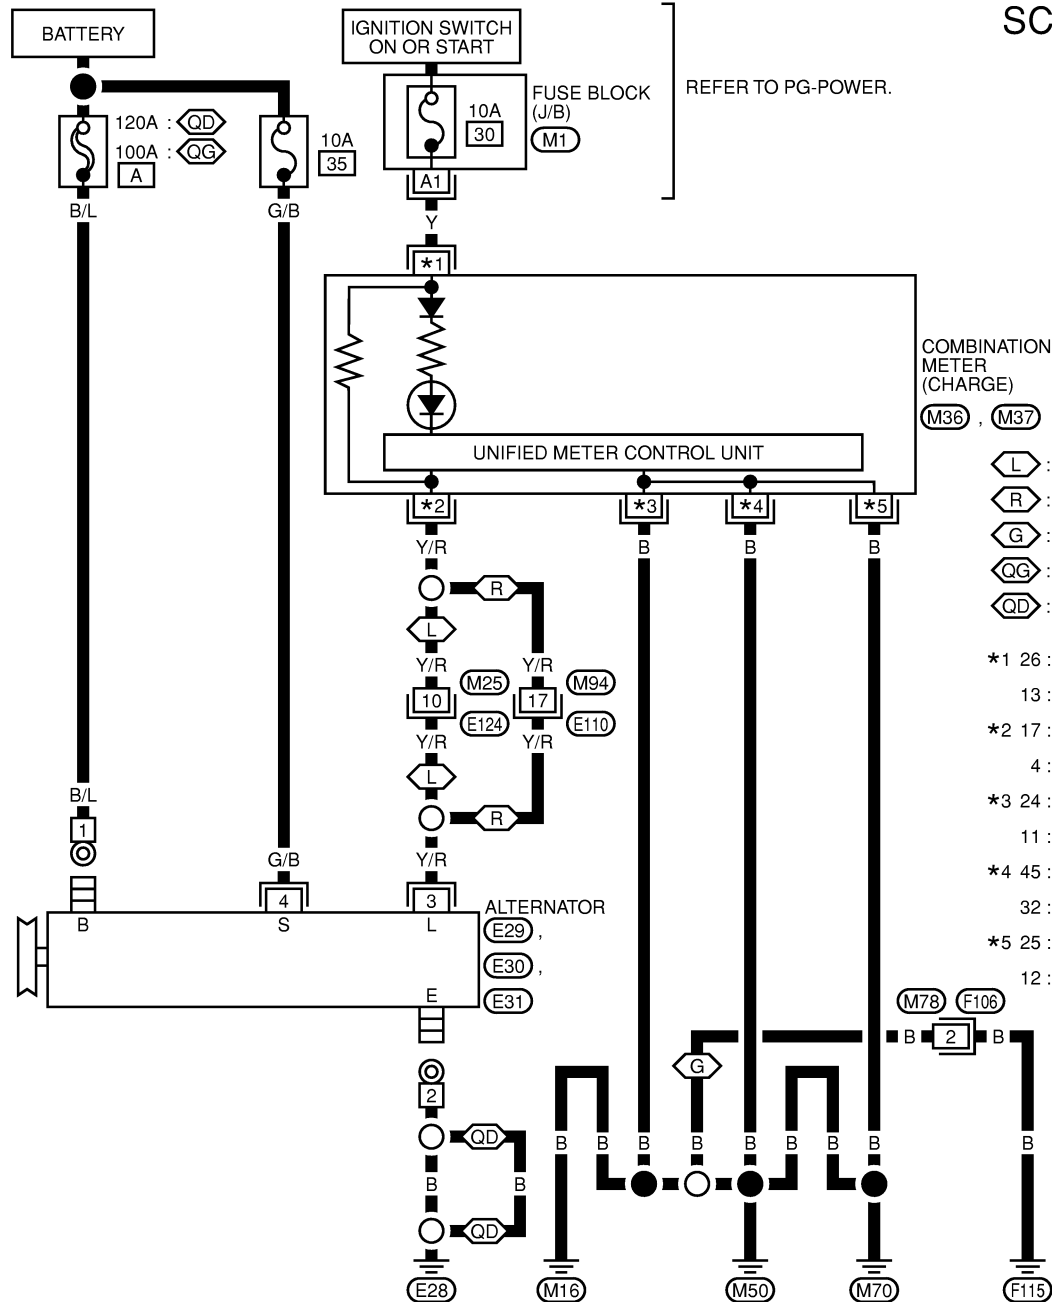 SC
BATTERY
IGNITION SWITCH
ON OR START
120A : QD
100A : QG
A
10A
35
10A
30
FUSE BLOCK
(J/B)
M1
REFER TO PG-POWER.
A1
B/L
G/B
Y
*1
COMBINATION
METER
(CHARGE)
M36 , M37
UNIFIED METER CONTROL UNIT
*2
*3
*4
*5
L :
R :
G :
QG :
QD :
Y/R
B
B
B
R
L
Y/R
Y/R
10
M25
17
M94
E124
E110
Y/R
Y/R
L
R
*1 26 :
13 :
*2 17 :
4 :
*3 24 :
11 :
*4 45 :
32 :
*5 25 :
12 :
B/L
1
G/B
Y/R
4
3
B
S
L
ALTERNATOR
E29 ,
E30 ,
E31
E
M78
F106
B
2
B
G
2
QD
B
B
QD
B
B
B
B
B
B
B
B
B
E28
M16
M50
M70
F115